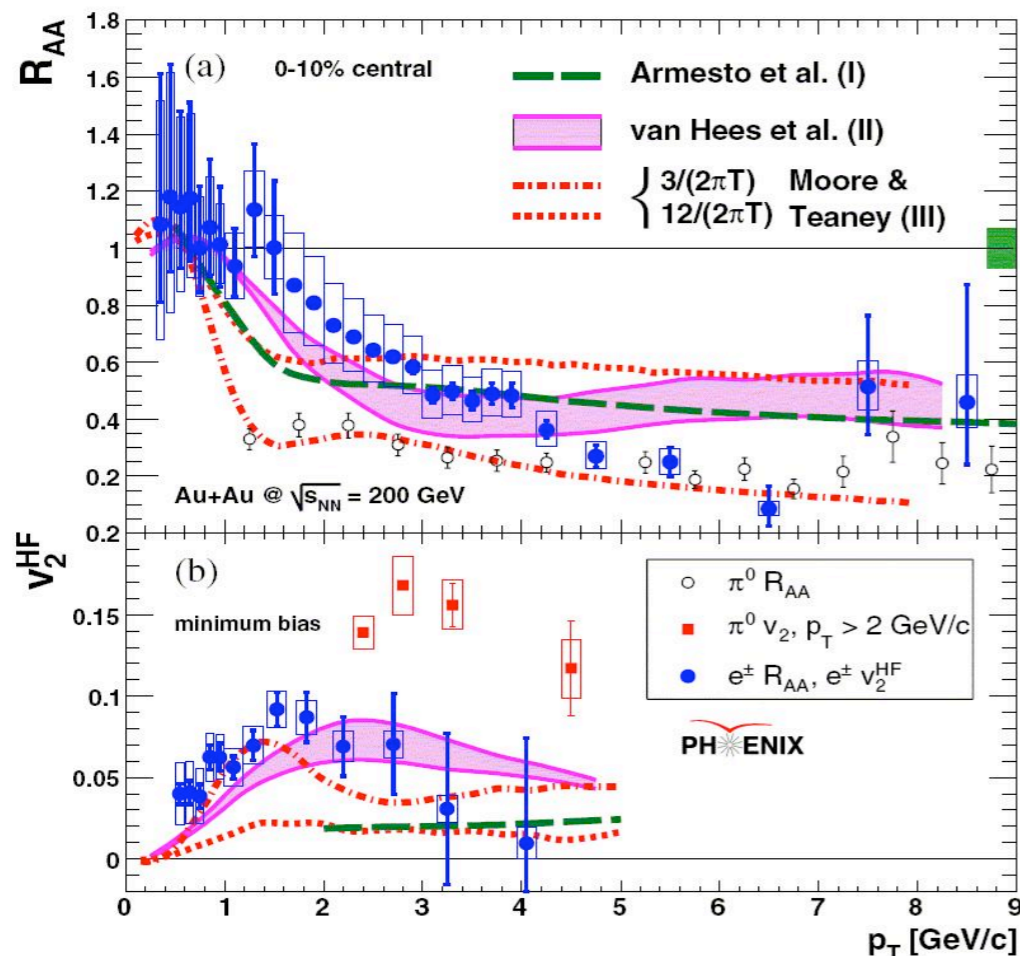 R_AA
1.8
1.6
1.4
1.2
1
0.8
0.6
0.4
0.2
(a)
0-10% central
Armesto et al. (I)
van Hees et al. (II)
3/(2πT) Moore &
12/(2πT) Teaney (III)
Au+Au @ √s_NN = 200 GeV
v_2^HF
0.2
0.15
0.1
0.05
0
(b)
minimum bias
π⁰ R_AA
π⁰ v_2, p_T > 2 GeV/c
e± R_AA, e± v_2^HF
PHENIX
0 1 2 3 4 5 6 7 8 9
p_T [GeV/c]